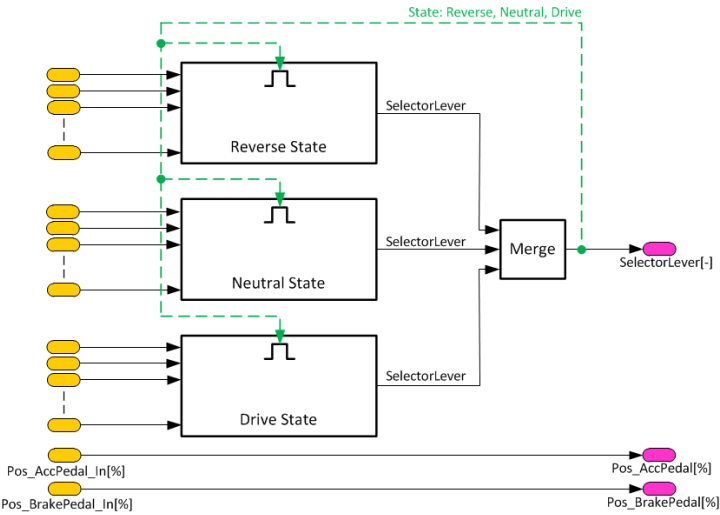 State: Reverse, Neutral, Drive
SelectorLever
Reverse State
SelectorLever
Merge
SelectorLever[-]
Neutral State
SelectorLever
Drive State
Pos_AccPedal_In[%]
Pos_AccPedal[%]
Pos_BrakePedal_In[%]
Pos_BrakePedal[%]